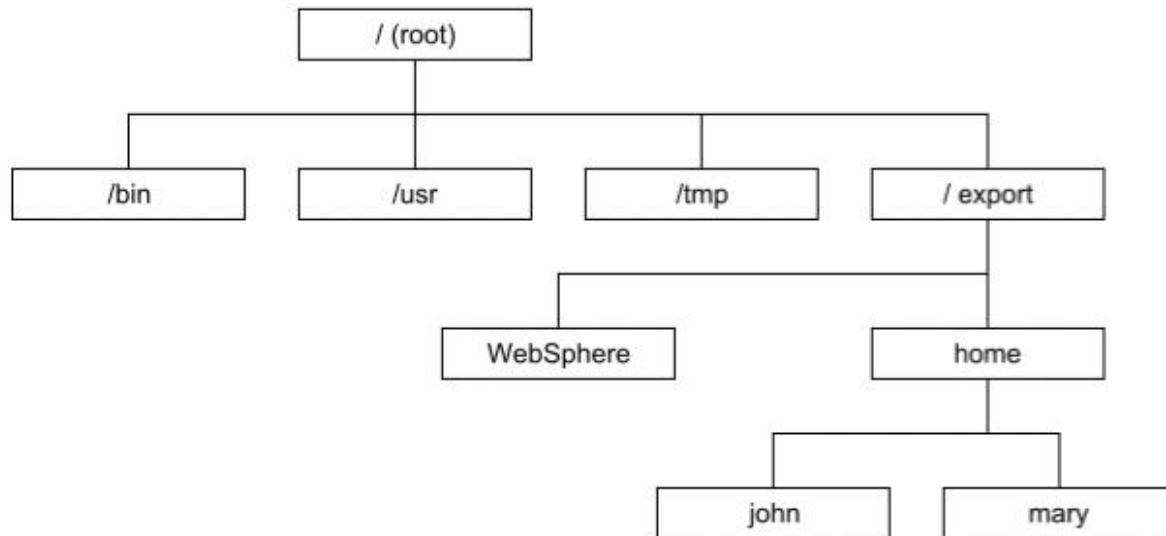 / (root)
/bin
/usr
/tmp
/ export
WebSphere
home
john
mary